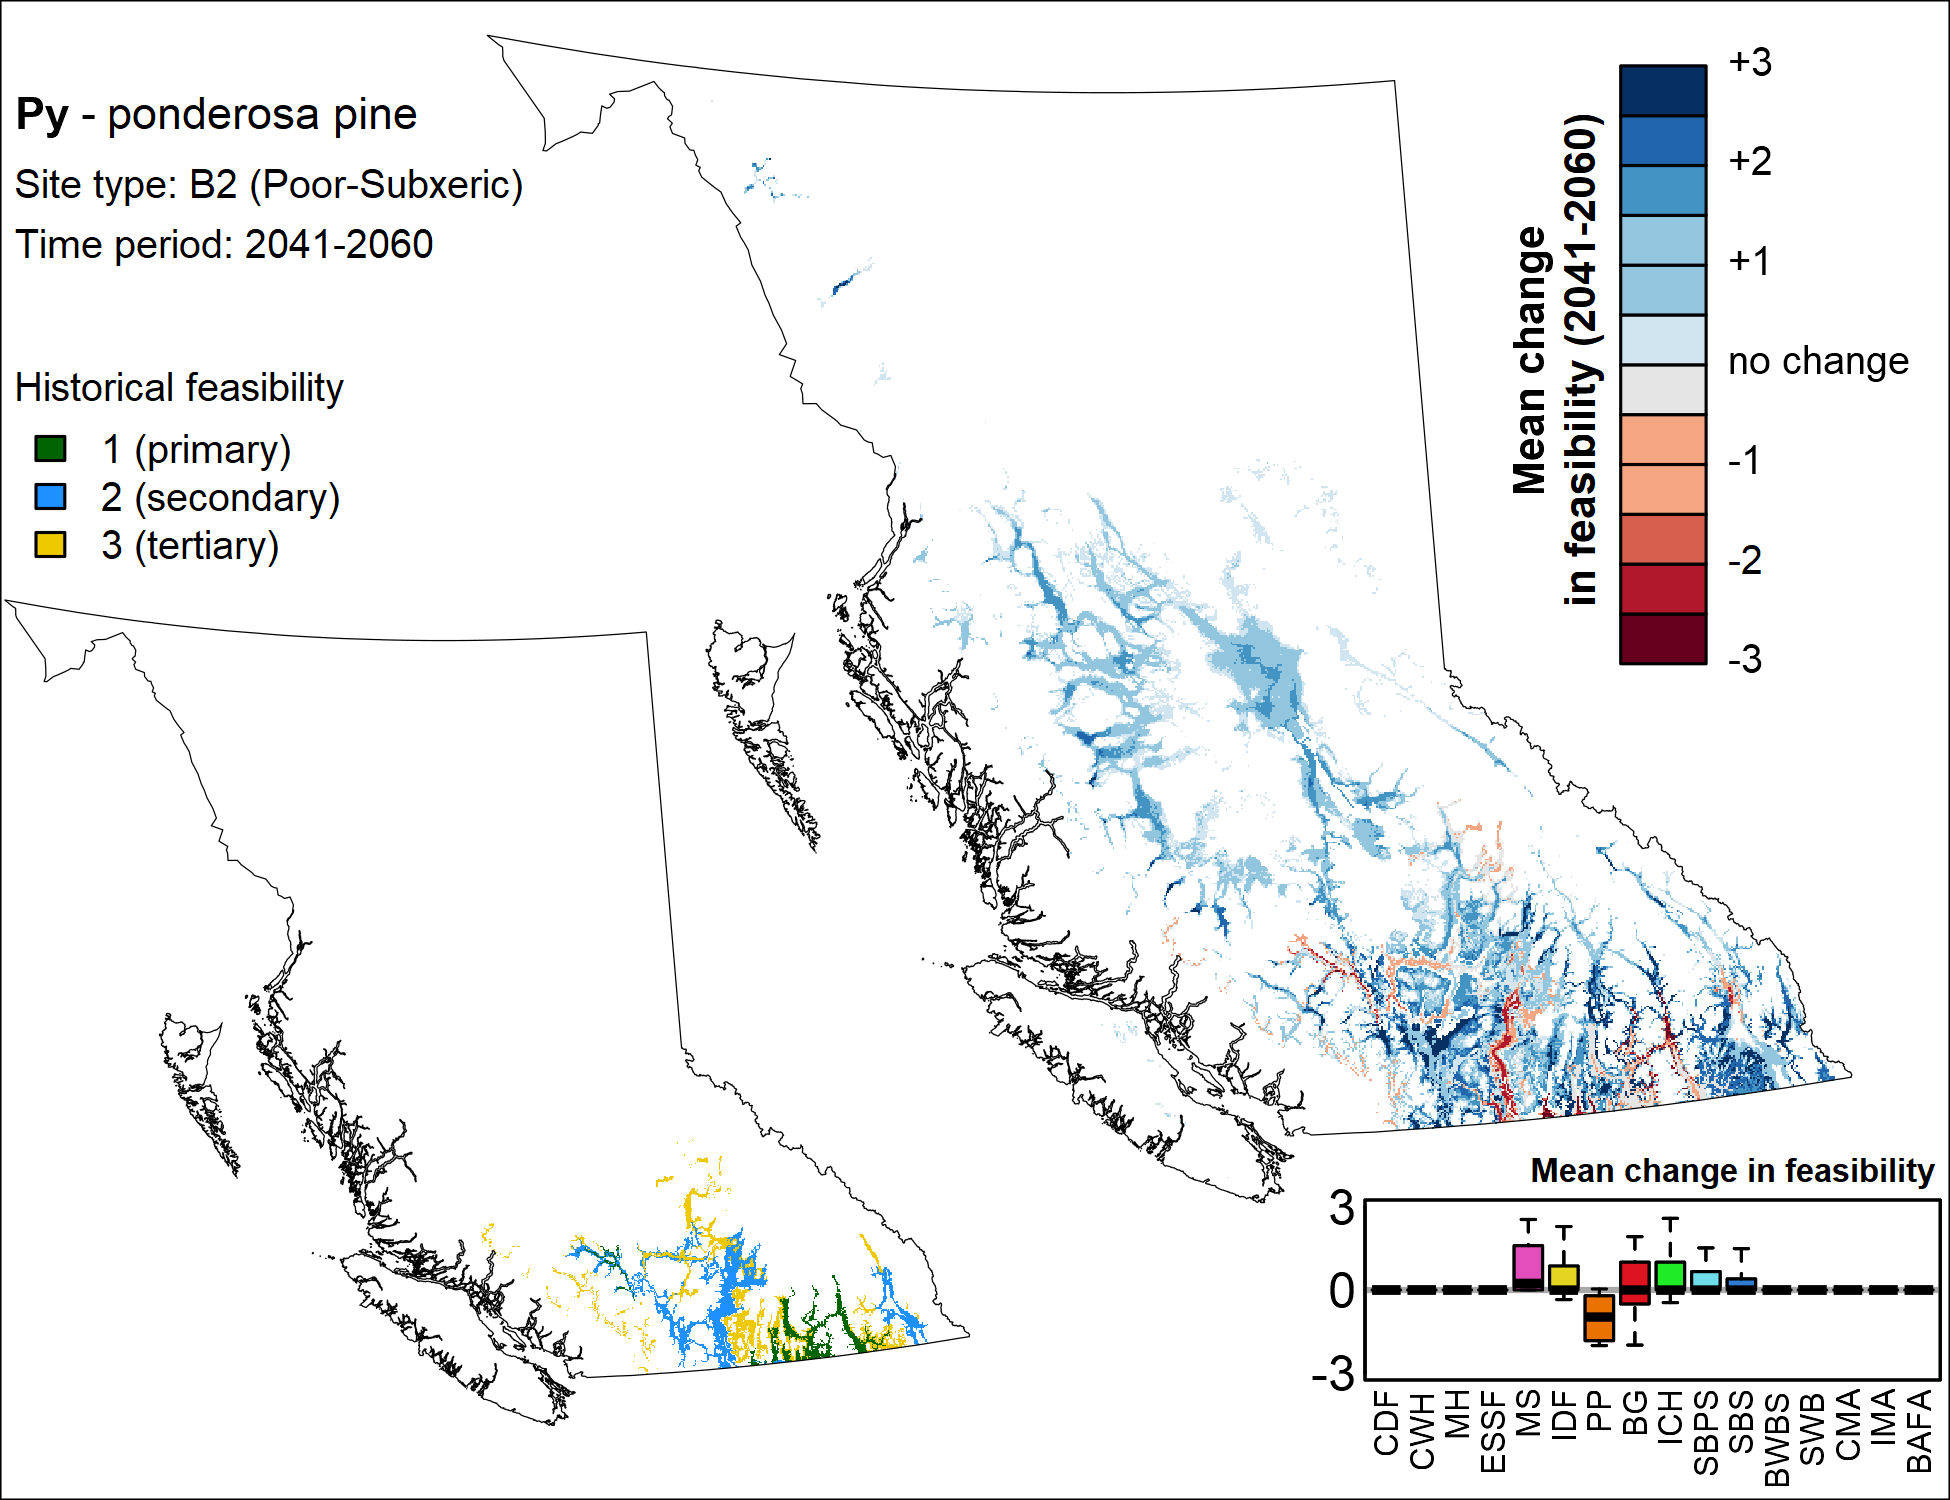 Py - ponderosa pine
Site type: B2 (Poor-Subxeric)
Time period: 2041-2060
Historical feasibility
1 (primary)
2 (secondary)
3 (tertiary)
Mean change
in feasibility (2041-2060)
+3
+2
+1
no change
-1
-2
-3
Mean change in feasibility
3
0
-3
CDF
CWH
MH
ESSF
MS
IDF
PP
BG
ICH
SBPS
SBS
BWBS
SWB
CMA
IMA
BAFA